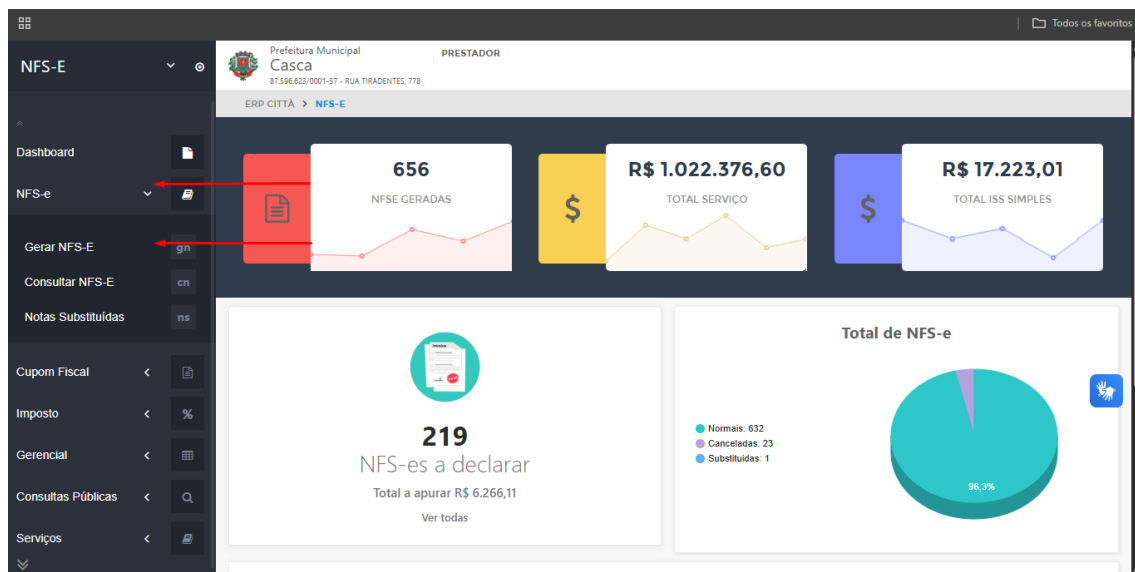 Todos os favoritos
NFS-E
Prefeitura Municipal
Casca
87.596.623/0001-57 - RUA TIRADENTES, 778
PRESTADOR
ERP CITTÀ > NFS-E
Dashboard
NFS-e
Gerar NFS-E gn
Consultar NFS-E cn
Notas Substituídas ns
Cupom Fiscal
Imposto %
Gerencial
Consultas Públicas
Serviços
656
NFSE GERADAS
$
R$ 1.022.376,60
TOTAL SERVIÇO
$
R$ 17.223,01
TOTAL ISS SIMPLES
219
NFS-es a declarar
Total a apurar R$ 6.266,11
Ver todas
Total de NFS-e
Normais: 632
Canceladas: 23
Substituidas: 1
96,3%